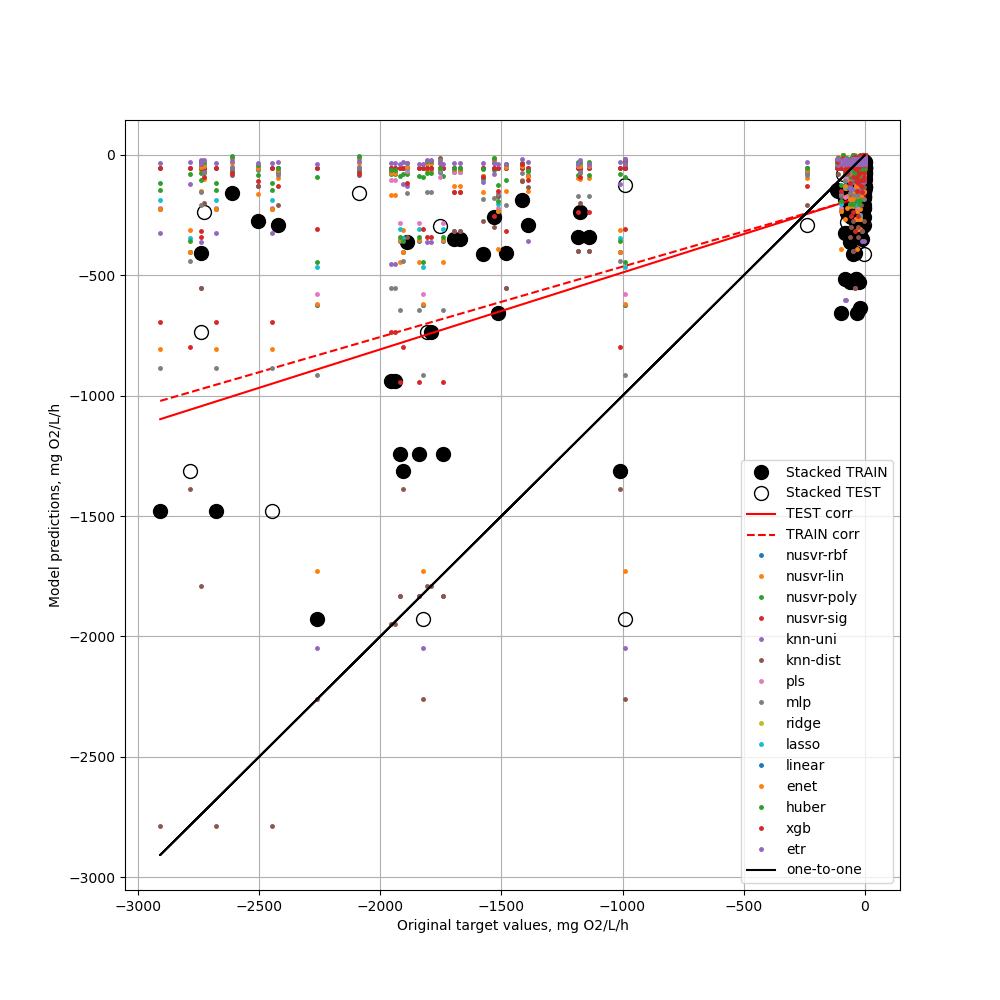 0
−500
−1000
−1500
−2000
−2500
−3000
Model predictions, mg O2/L/h
−3000
−2500
−2000
−1500
−1000
−500
0
Original target values, mg O2/L/h
Stacked TRAIN
Stacked TEST
TEST corr
TRAIN corr
nusvr-rbf
nusvr-lin
nusvr-poly
nusvr-sig
knn-uni
knn-dist
pls
mlp
ridge
lasso
linear
enet
huber
xgb
etr
one-to-one